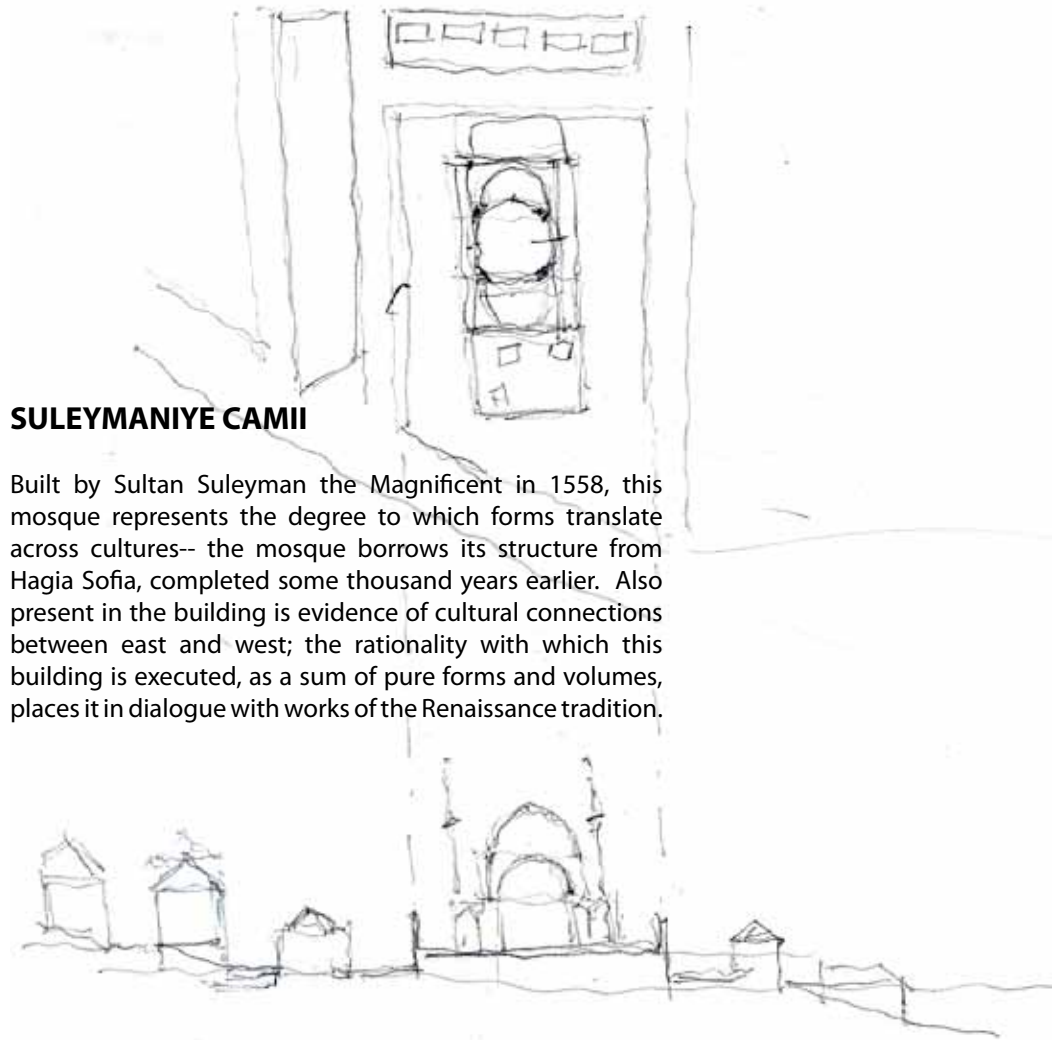 SULEYMANIYE CAMII
Built by Sultan Suleyman the Magnificent in 1558, this
mosque represents the degree to which forms translate
across cultures-- the mosque borrows its structure from
Hagia Sofia, completed some thousand years earlier. Also
present in the building is evidence of cultural connections
between east and west; the rationality with which this
building is executed, as a sum of pure forms and volumes,
places it in dialogue with works of the Renaissance tradition.